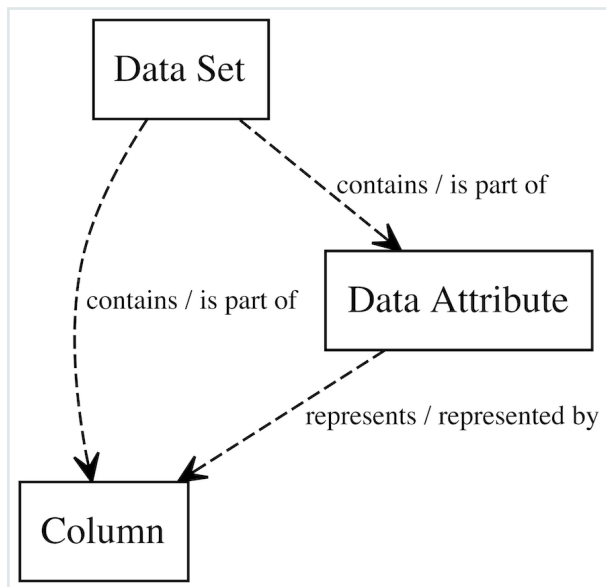 Data Set
contains / is part of
contains / is part of
Data Attribute
represents / represented by
Column